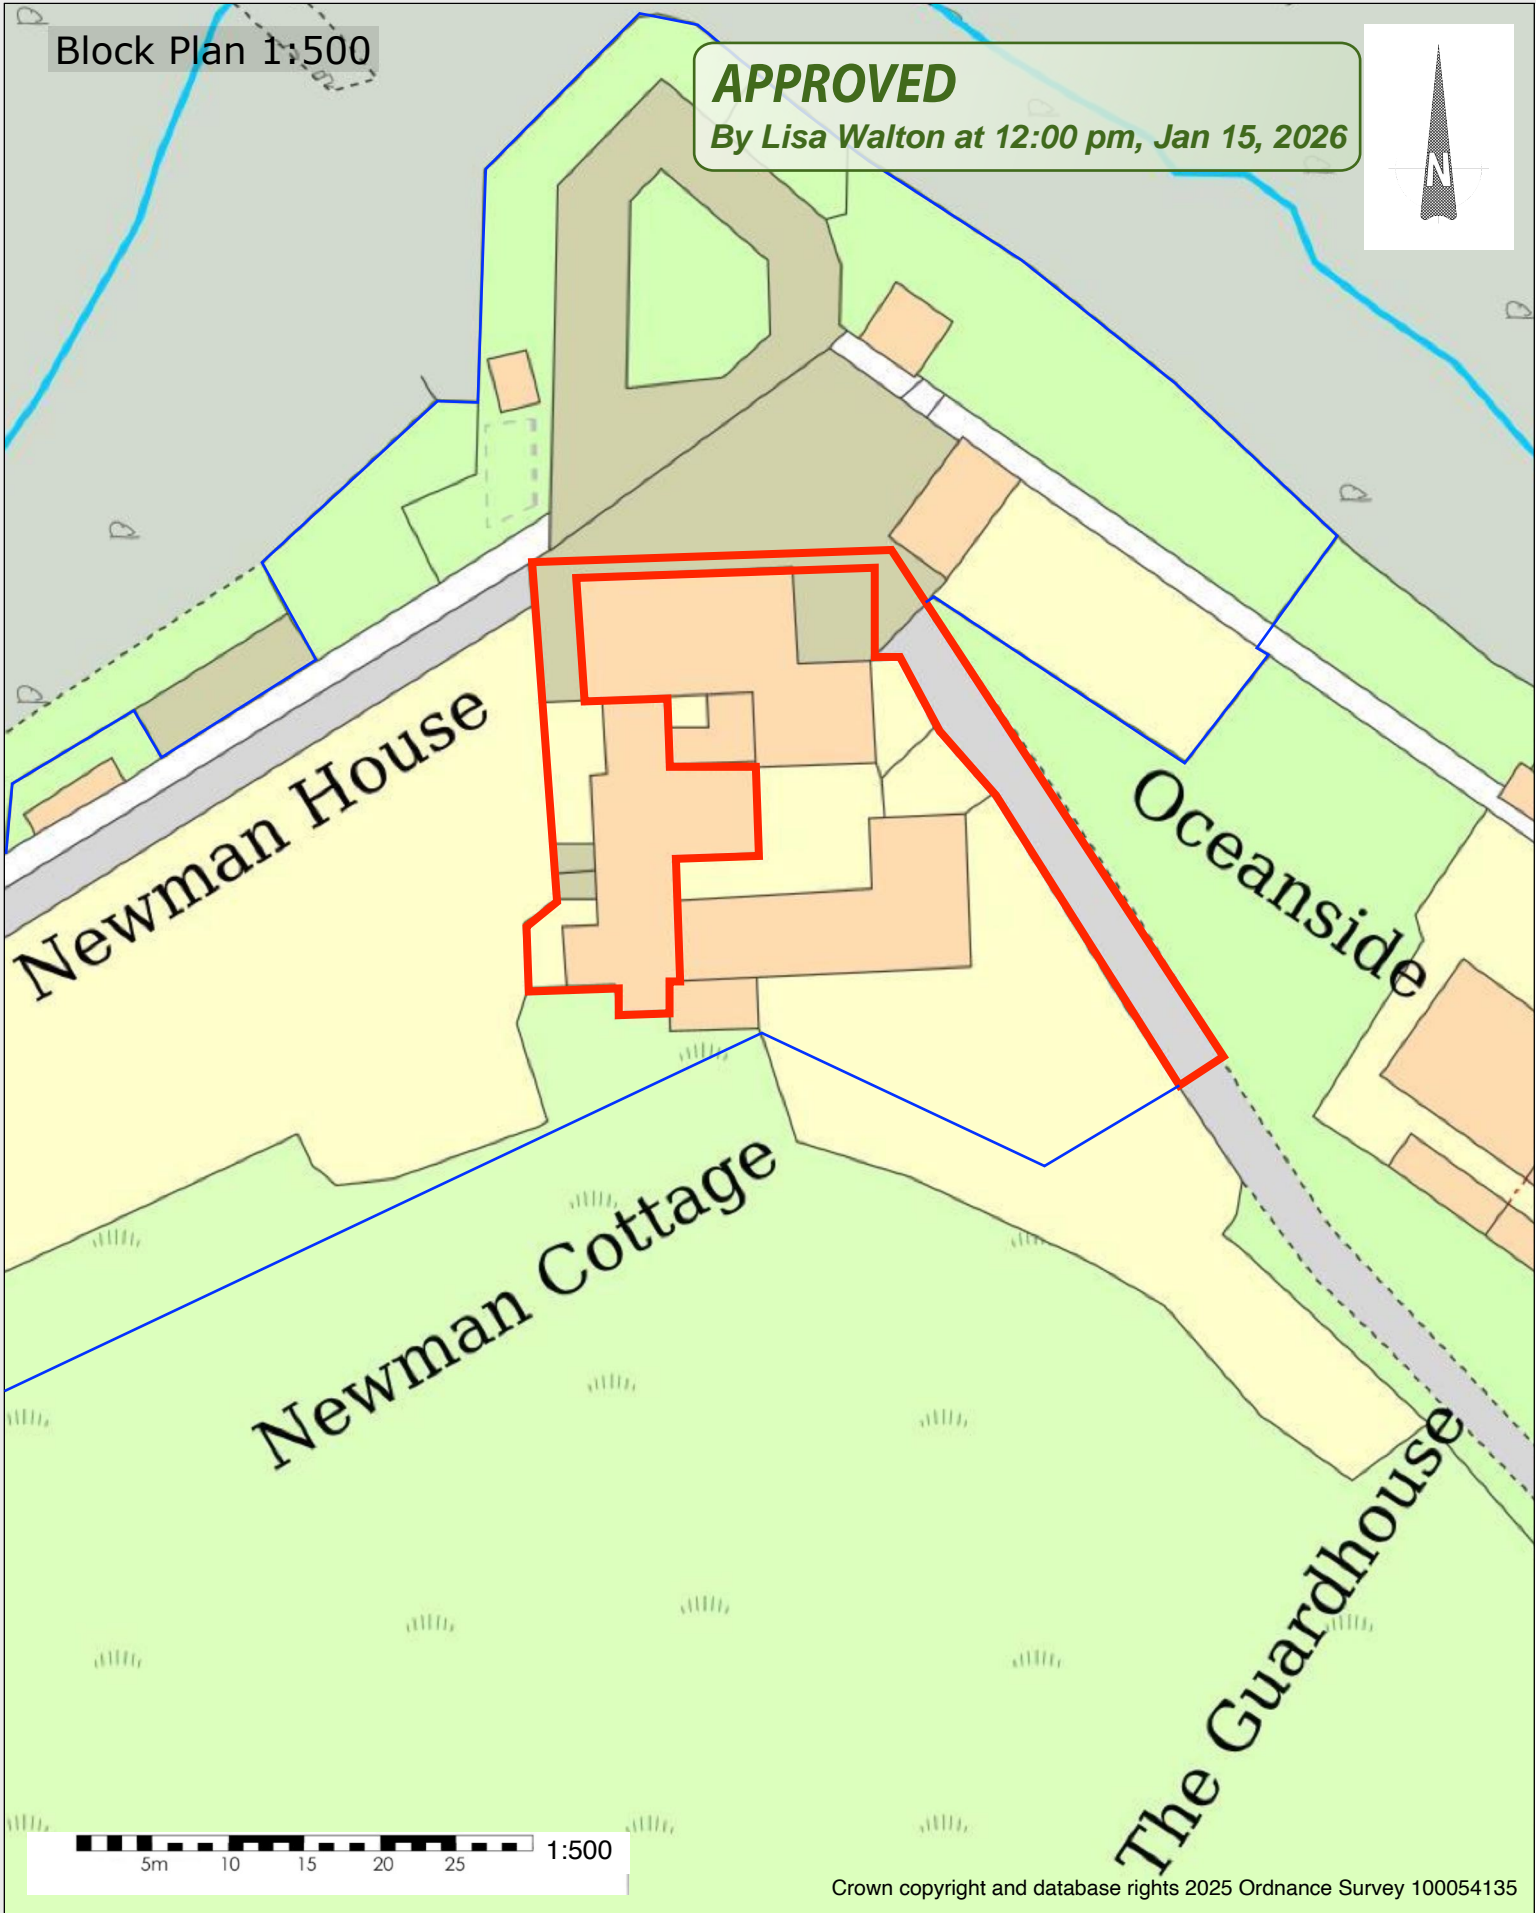 Block Plan 1:500
APPROVED
By Lisa Walton at 12:00 pm, Jan 15, 2026
N
Newman House
Oceanside
Newman Cottage
The Guardhouse
5m 10 15 20 25
1:500
Crown copyright and database rights 2025 Ordnance Survey 100054135